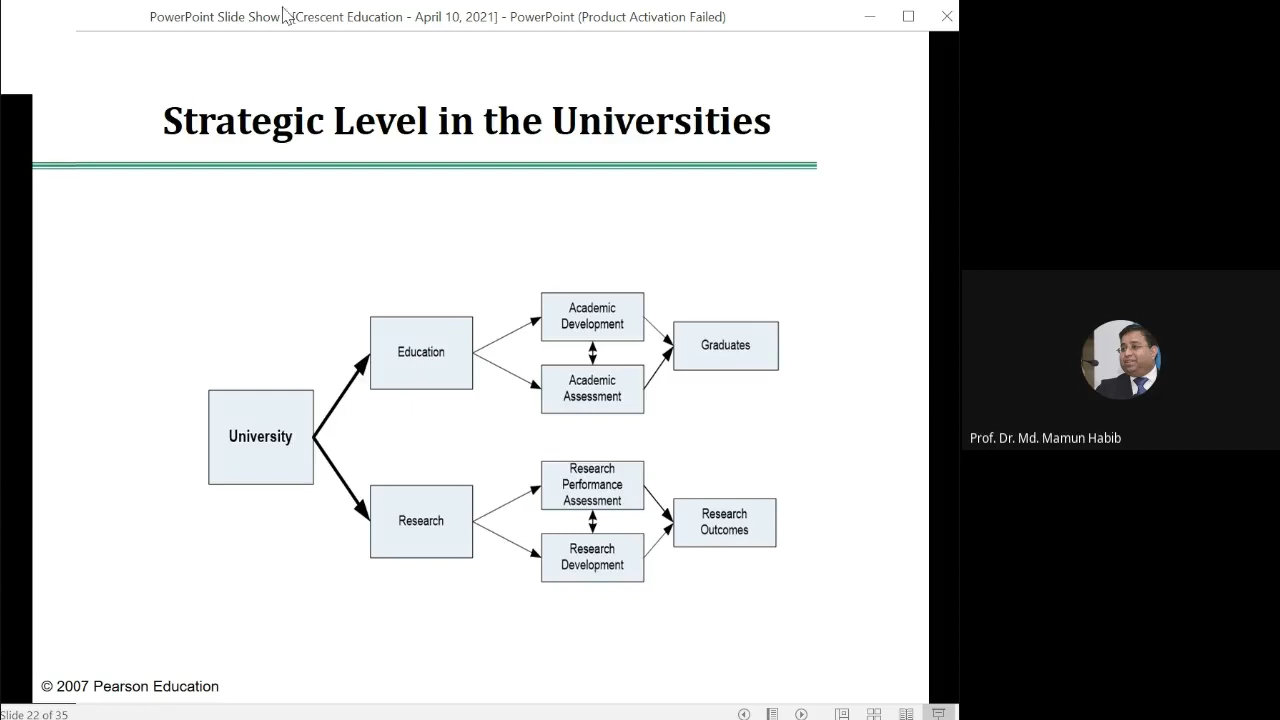 PowerPoint Slide Show - [Crescent Education - April 10, 2021] - PowerPoint (Product Activation Failed)
Strategic Level in the Universities
University
Education
Academic
Development
Academic
Assessment
Graduates
Research
Research
Performance
Assessment
Research
Development
Research
Outcomes
© 2007 Pearson Education
Slide 22 of 35
Prof. Dr. Md. Mamun Habib